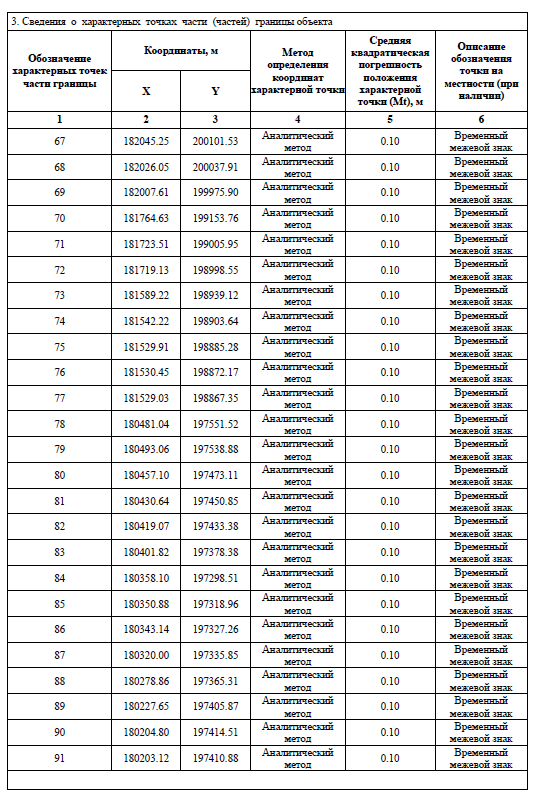 3. Сведения о характерных точках части (частей) границы объекта
Обозначение характерных точек части границы | Координаты, м | Метод определения координат характерной точки | Средняя квадратическая погрешность положения характерной точки (Mt), м | Описание обозначения точки на местности (при наличии)
X | Y
1 | 2 | 3 | 4 | 5 | 6
67 | 182045.25 | 200101.53 | Аналитический метод | 0.10 | Временный межевой знак
68 | 182026.05 | 200037.91 | Аналитический метод | 0.10 | Временный межевой знак
69 | 182007.61 | 199975.90 | Аналитический метод | 0.10 | Временный межевой знак
70 | 181764.63 | 199153.76 | Аналитический метод | 0.10 | Временный межевой знак
71 | 181723.51 | 199005.95 | Аналитический метод | 0.10 | Временный межевой знак
72 | 181719.13 | 198998.55 | Аналитический метод | 0.10 | Временный межевой знак
73 | 181589.22 | 198939.12 | Аналитический метод | 0.10 | Временный межевой знак
74 | 181542.22 | 198903.64 | Аналитический метод | 0.10 | Временный межевой знак
75 | 181529.91 | 198885.28 | Аналитический метод | 0.10 | Временный межевой знак
76 | 181530.45 | 198872.17 | Аналитический метод | 0.10 | Временный межевой знак
77 | 181529.03 | 198867.35 | Аналитический метод | 0.10 | Временный межевой знак
78 | 180481.04 | 197551.52 | Аналитический метод | 0.10 | Временный межевой знак
79 | 180493.06 | 197538.88 | Аналитический метод | 0.10 | Временный межевой знак
80 | 180457.10 | 197473.11 | Аналитический метод | 0.10 | Временный межевой знак
81 | 180430.64 | 197450.85 | Аналитический метод | 0.10 | Временный межевой знак
82 | 180419.07 | 197433.38 | Аналитический метод | 0.10 | Временный межевой знак
83 | 180401.82 | 197378.38 | Аналитический метод | 0.10 | Временный межевой знак
84 | 180358.10 | 197298.51 | Аналитический метод | 0.10 | Временный межевой знак
85 | 180350.88 | 197318.96 | Аналитический метод | 0.10 | Временный межевой знак
86 | 180343.14 | 197327.26 | Аналитический метод | 0.10 | Временный межевой знак
87 | 180320.00 | 197335.85 | Аналитический метод | 0.10 | Временный межевой знак
88 | 180278.86 | 197365.31 | Аналитический метод | 0.10 | Временный межевой знак
89 | 180227.65 | 197405.87 | Аналитический метод | 0.10 | Временный межевой знак
90 | 180204.80 | 197414.51 | Аналитический метод | 0.10 | Временный межевой знак
91 | 180203.12 | 197410.88 | Аналитический метод | 0.10 | Временный межевой знак